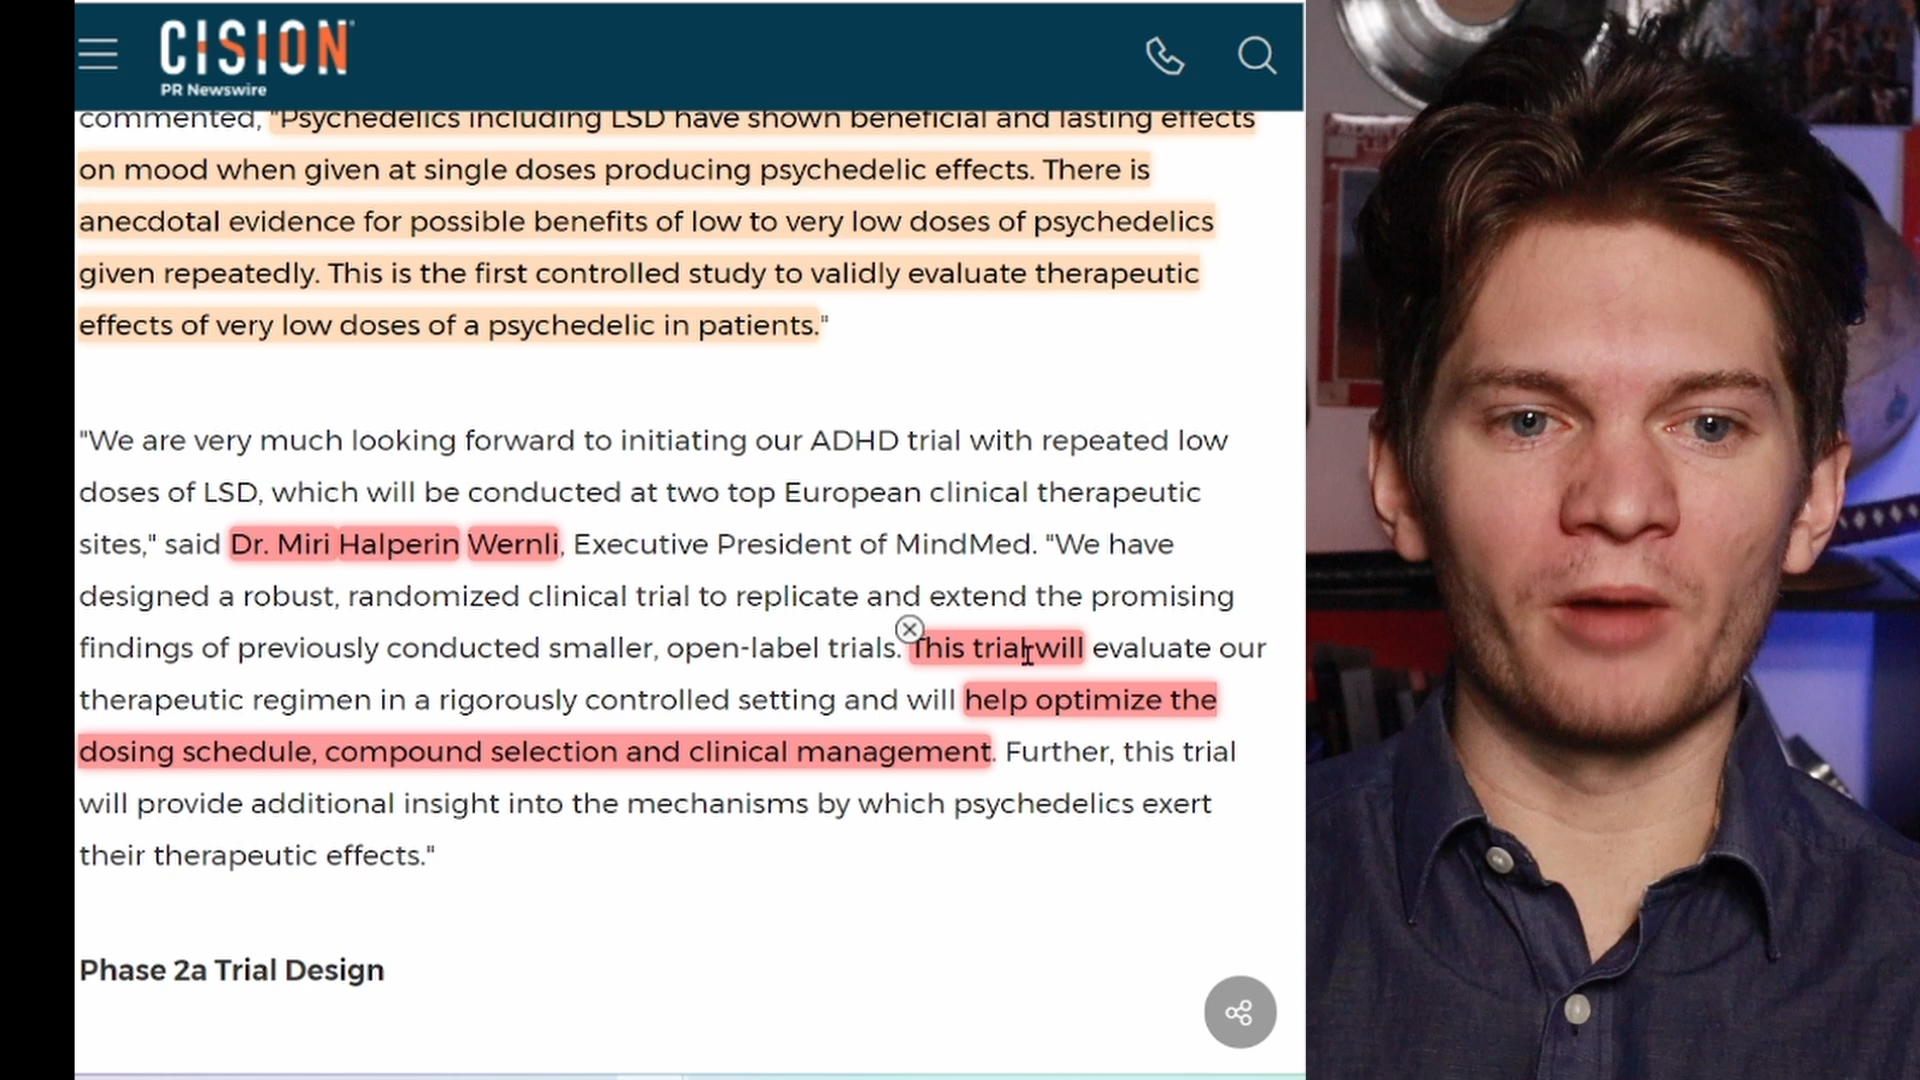 CISION
PR Newswire
commented, "Psychedelics including LSD have shown beneficial and lasting effects
on mood when given at single doses producing psychedelic effects. There is
anecdotal evidence for possible benefits of low to very low doses of psychedelics
given repeatedly. This is the first controlled study to validly evaluate therapeutic
effects of very low doses of a psychedelic in patients."
"We are very much looking forward to initiating our ADHD trial with repeated low
doses of LSD, which will be conducted at two top European clinical therapeutic
sites," said Dr. Miri Halperin Wernli, Executive President of MindMed. "We have
designed a robust, randomized clinical trial to replicate and extend the promising
findings of previously conducted smaller, open-label trials. This trial will evaluate our
therapeutic regimen in a rigorously controlled setting and will help optimize the
dosing schedule, compound selection and clinical management. Further, this trial
will provide additional insight into the mechanisms by which psychedelics exert
their therapeutic effects."
Phase 2a Trial Design